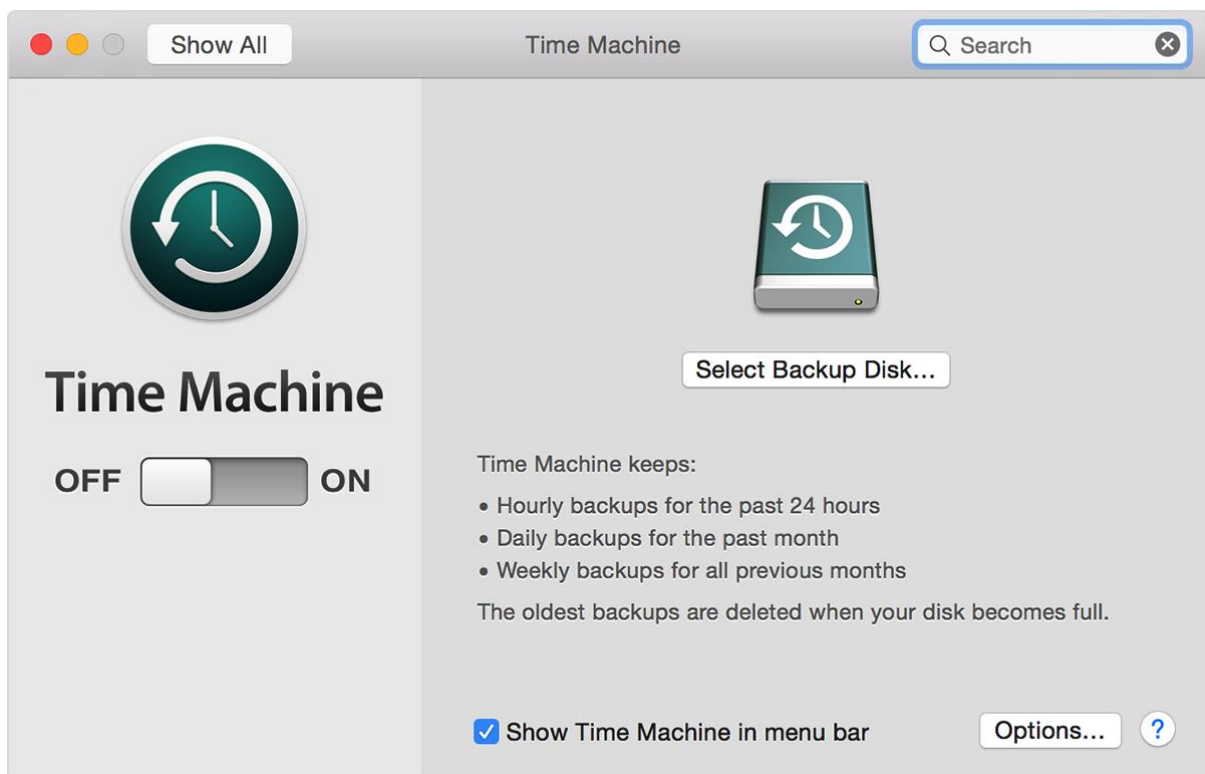 Show All
Time Machine
Search
Time Machine
OFF ON
Select Backup Disk...
Time Machine keeps:
• Hourly backups for the past 24 hours
• Daily backups for the past month
• Weekly backups for all previous months
The oldest backups are deleted when your disk becomes full.
Show Time Machine in menu bar
Options...
?